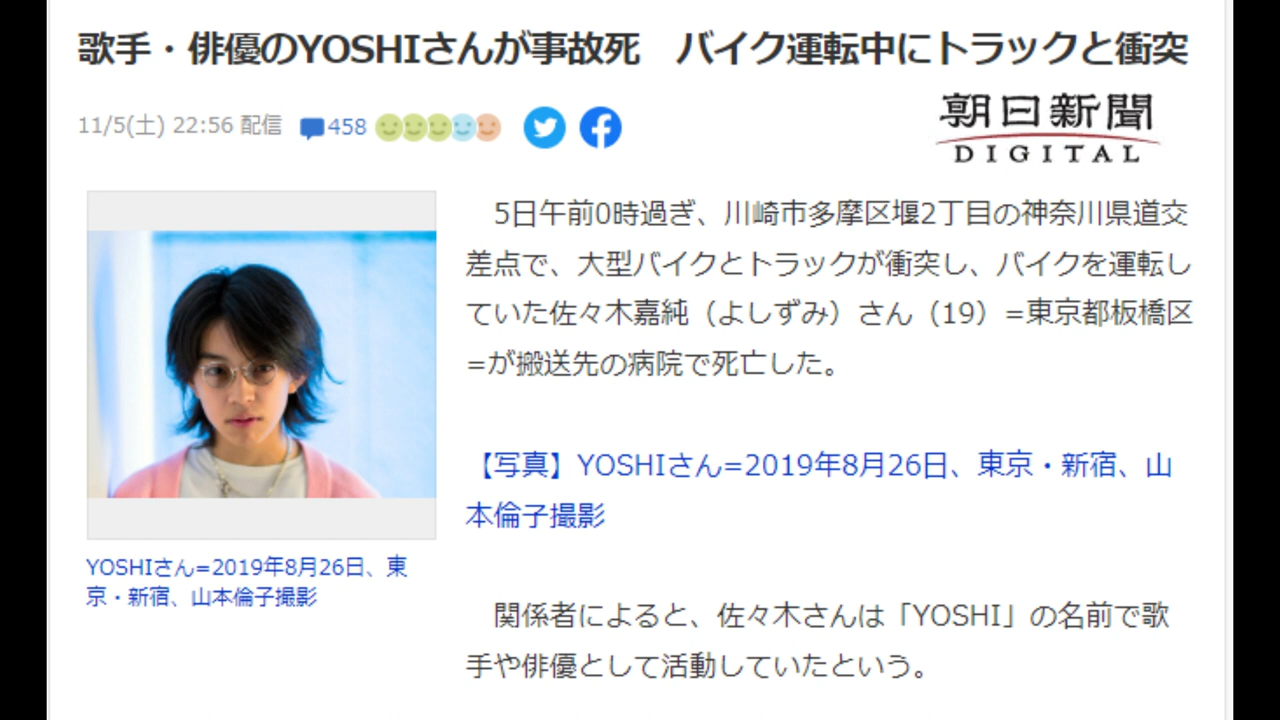 歌手・俳優のYOSHIさんが事故死　バイク運転中にトラックと衝突
11/5(土) 22:56 配信 458
朝日新聞
DIGITAL
5日午前0時過ぎ、川崎市多摩区堰2丁目の神奈川県道交
差点で、大型バイクとトラックが衝突し、バイクを運転し
ていた佐々木嘉純（よしずみ）さん（19）=東京都板橋区
=が搬送先の病院で死亡した。
【写真】YOSHIさん=2019年8月26日、東京・新宿、山
本倫子撮影
YOSHIさん=2019年8月26日、東
京・新宿、山本倫子撮影
関係者によると、佐々木さんは「YOSHI」の名前で歌
手や俳優として活動していたという。